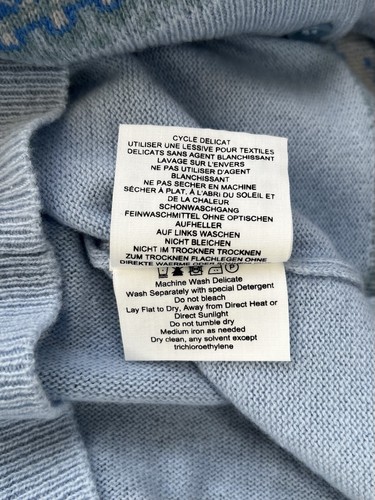 CYCLE DELICAT
UTILISER UNE LESSIVE POUR TEXTILES
DELICATS SANS AGENT BLANCHISSANT
LAVAGE SUR L'ENVERS
NE PAS UTILISER D'AGENT
BLANCHISSANT
NE PAS SECHER EN MACHINE
SÉCHER À PLAT, À L'ABRI DU SOLEIL ET
DE LA CHALEUR
SCHONWASCHGANG
FEINWASCHMITTEL OHNE OPTISCHEN
AUFHELLER
AUF LINKS WASCHEN
NICHT BLEICHEN
NICHT IM TROCKNER TROCKNEN
ZUM TROCKNEN FLACHLEGEN OHNE
DIREKTE WAERME ODER
P
Machine Wash Delicate
Wash Separately with special Detergent
Do not bleach
Lay Flat to Dry, Away from Direct Heat or
Direct Sunlight
Do not tumble dry
Medium iron as needed
Dry clean, any solvent except
trichloroethylene